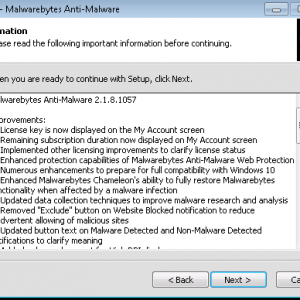 - Malwarebytes Anti-Malware
mation
ase read the following important information before continuing.
en you are ready to continue with Setup, click Next.
lwarebytes Anti-Malware 2.1.8.1057
provements:
License key is now displayed on the My Account screen
Remaining subscription duration now displayed on My Account screen
Implemented other licensing improvements to clarify license status
Enhanced protection capabilities of Malwarebytes Anti-Malware Web Protection
Numerous enhancements to prepare for full compatibility with Windows 10
Enhanced Malwarebytes Chameleon's ability to fully restore Malwarebytes
nctionality when affected by a malware infection
Updated data collection techniques to improve malware research and analysis
Removed "Exclude" button on Website Blocked notification to reduce
dvertent allowing of malicious sites
Updated button text on Malware Detected and Non-Malware Detected
tifications to clarify meaning
< Back
Next >
Ca